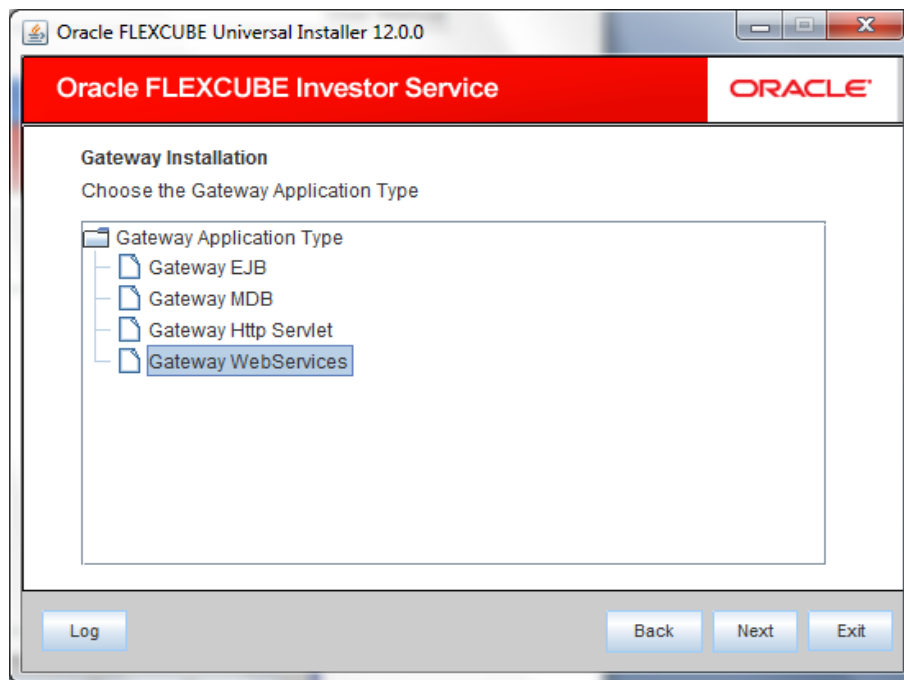 Oracle FLEXCUBE Universal Installer 12.0.0
Oracle FLEXCUBE Investor Service
ORACLE
Gateway Installation
Choose the Gateway Application Type
Gateway Application Type
Gateway EJB
Gateway MDB
Gateway Http Servlet
Gateway WebServices
Log
Back
Next
Exit